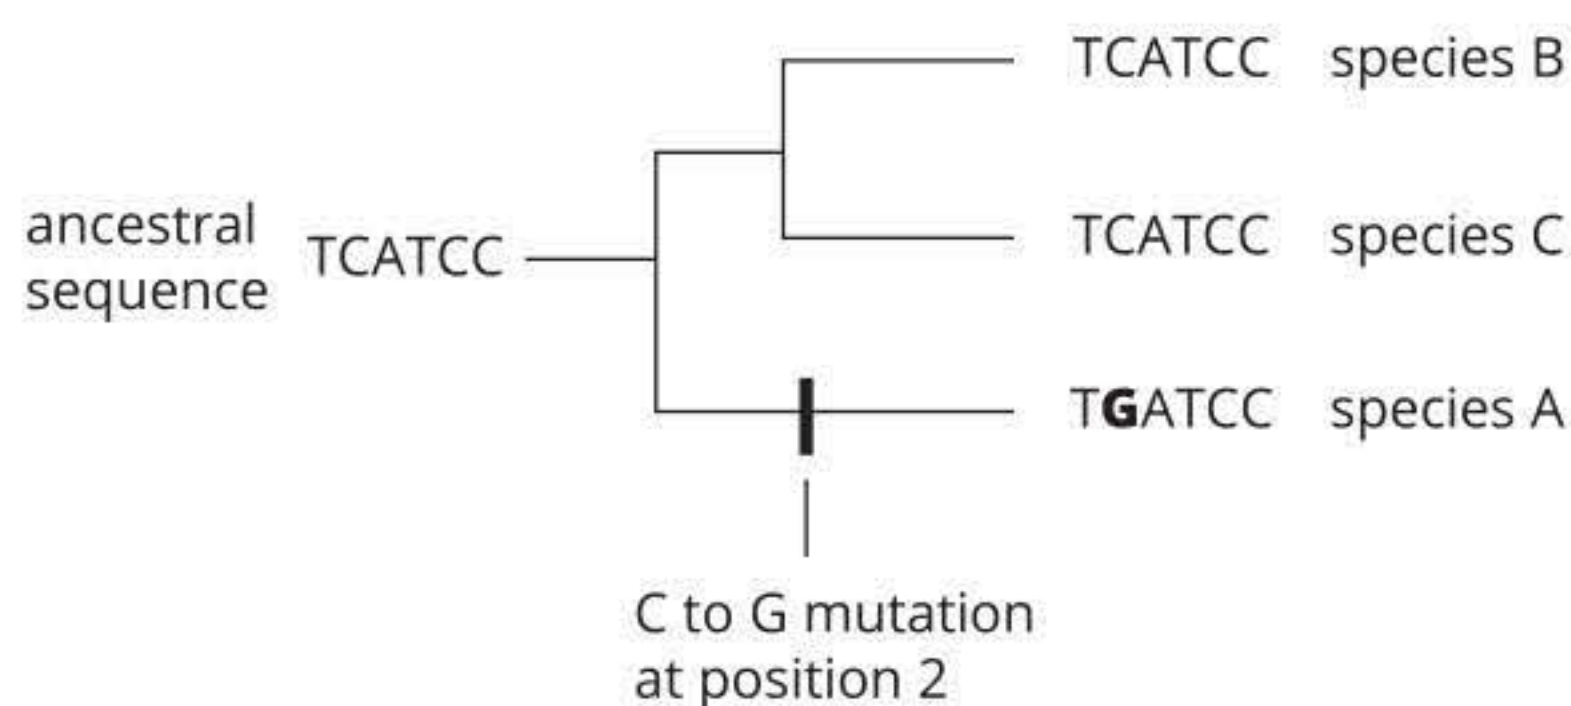 TCATCC species B
ancestral
sequence
TCATCC
TCATCC species C
TGATCC species A
C to G mutation
at position 2